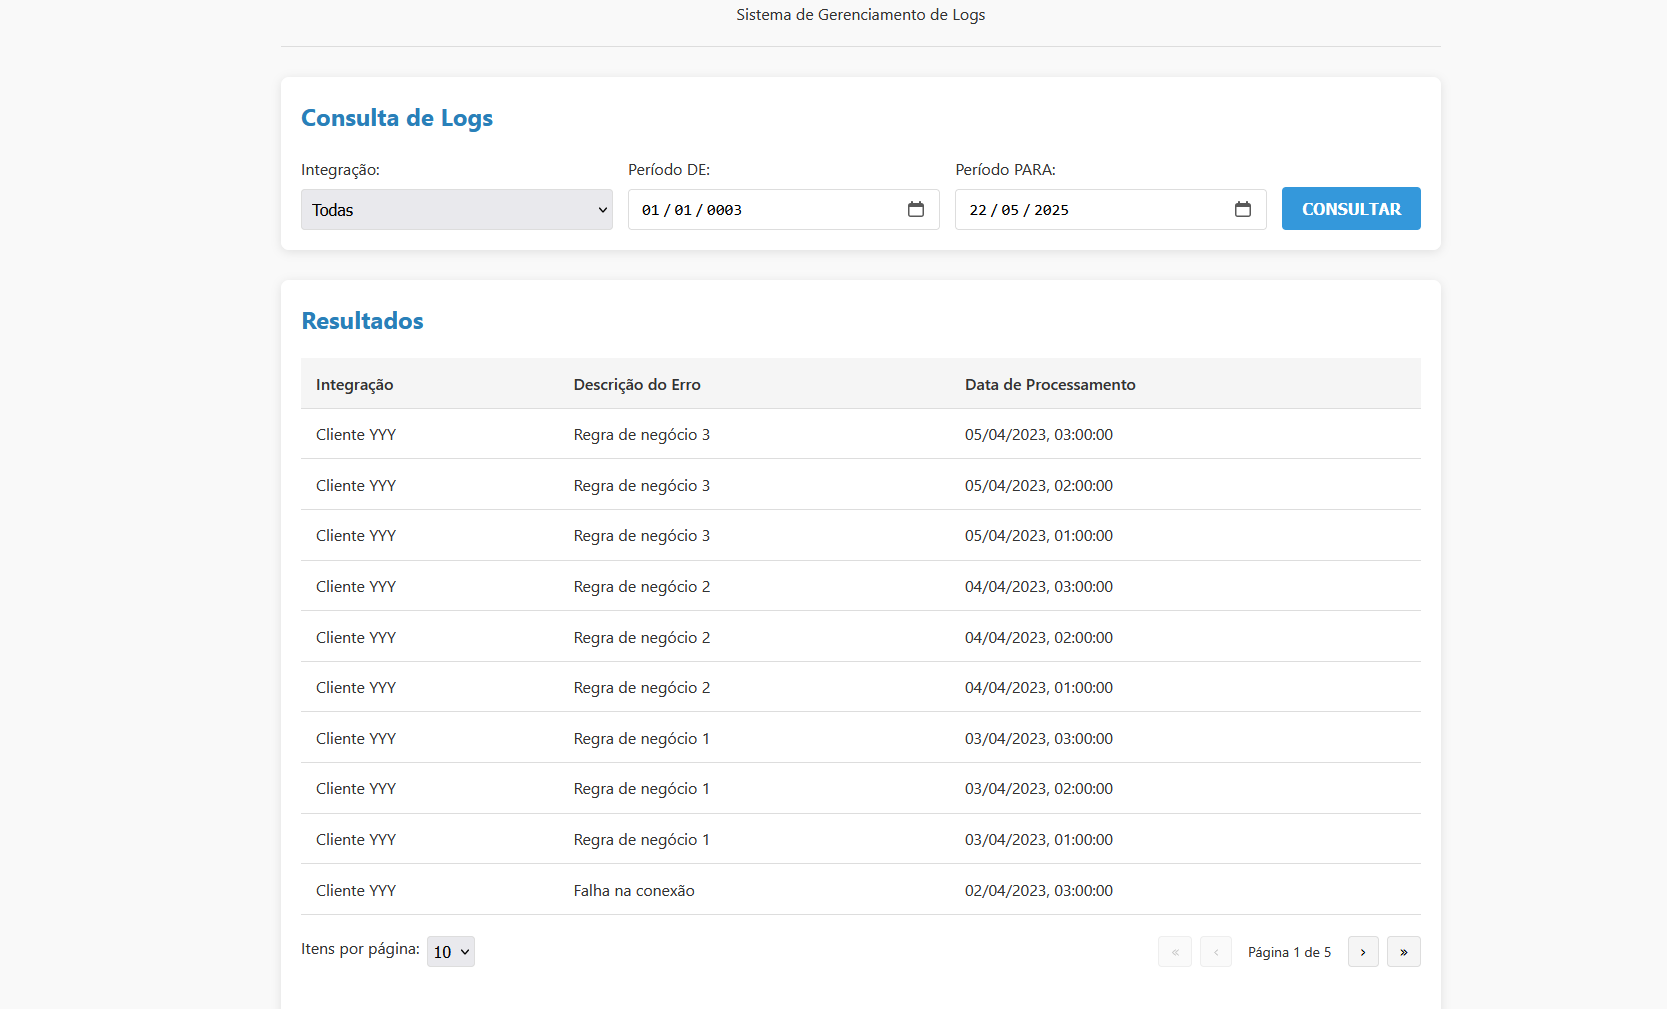 Sistema de Gerenciamento de Logs
Consulta de Logs
Integração: Período DE: Período PARA:
Todas 01 / 01 / 0003 22 / 05 / 2025 CONSULTAR
Resultados
Integração Descrição do Erro Data de Processamento
Cliente YYY Regra de negócio 3 05/04/2023, 03:00:00
Cliente YYY Regra de negócio 3 05/04/2023, 02:00:00
Cliente YYY Regra de negócio 3 05/04/2023, 01:00:00
Cliente YYY Regra de negócio 2 04/04/2023, 03:00:00
Cliente YYY Regra de negócio 2 04/04/2023, 02:00:00
Cliente YYY Regra de negócio 2 04/04/2023, 01:00:00
Cliente YYY Regra de negócio 1 03/04/2023, 03:00:00
Cliente YYY Regra de negócio 1 03/04/2023, 02:00:00
Cliente YYY Regra de negócio 1 03/04/2023, 01:00:00
Cliente YYY Falha na conexão 02/04/2023, 03:00:00
Itens por página: 10 « ‹ Página 1 de 5 › »